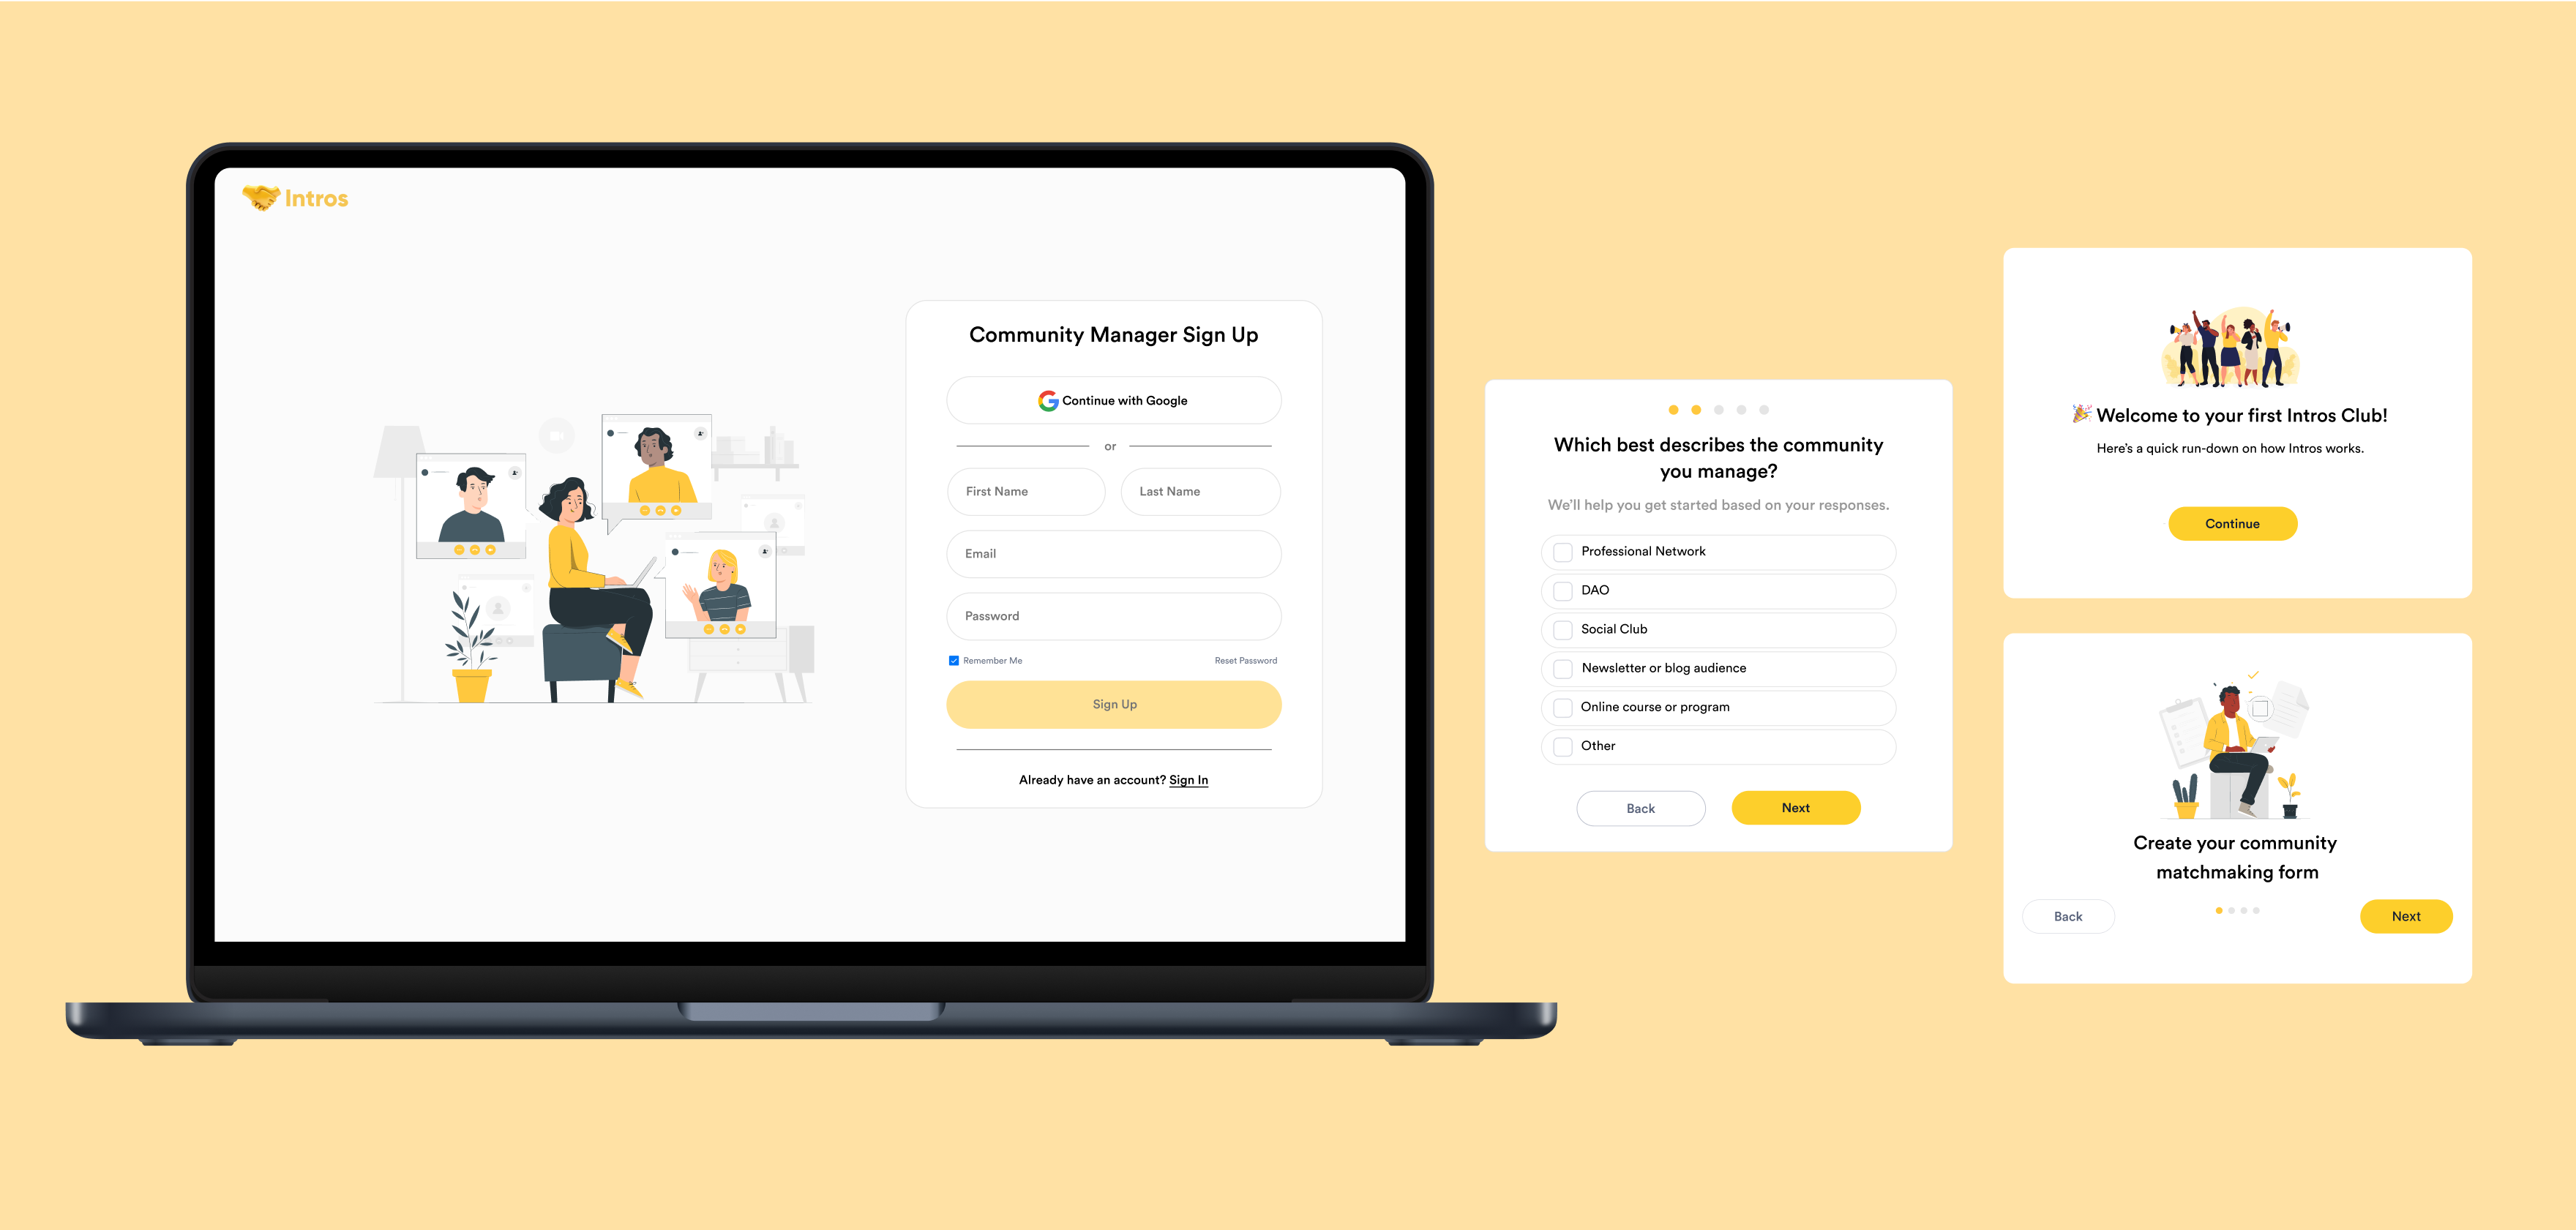 Intros
Community Manager Sign Up
Continue with Google
or
First Name
Last Name
Email
Password
Remember Me
Reset Password
Sign Up
Already have an account? Sign In
Which best describes the community
you manage?
We'll help you get started based on your responses.
Professional Network
DAO
Social Club
Newsletter or blog audience
Online course or program
Other
Back
Next
🎉 Welcome to your first Intros Club!
Here's a quick run-down on how Intros works.
Continue
Create your community
matchmaking form
Back
Next